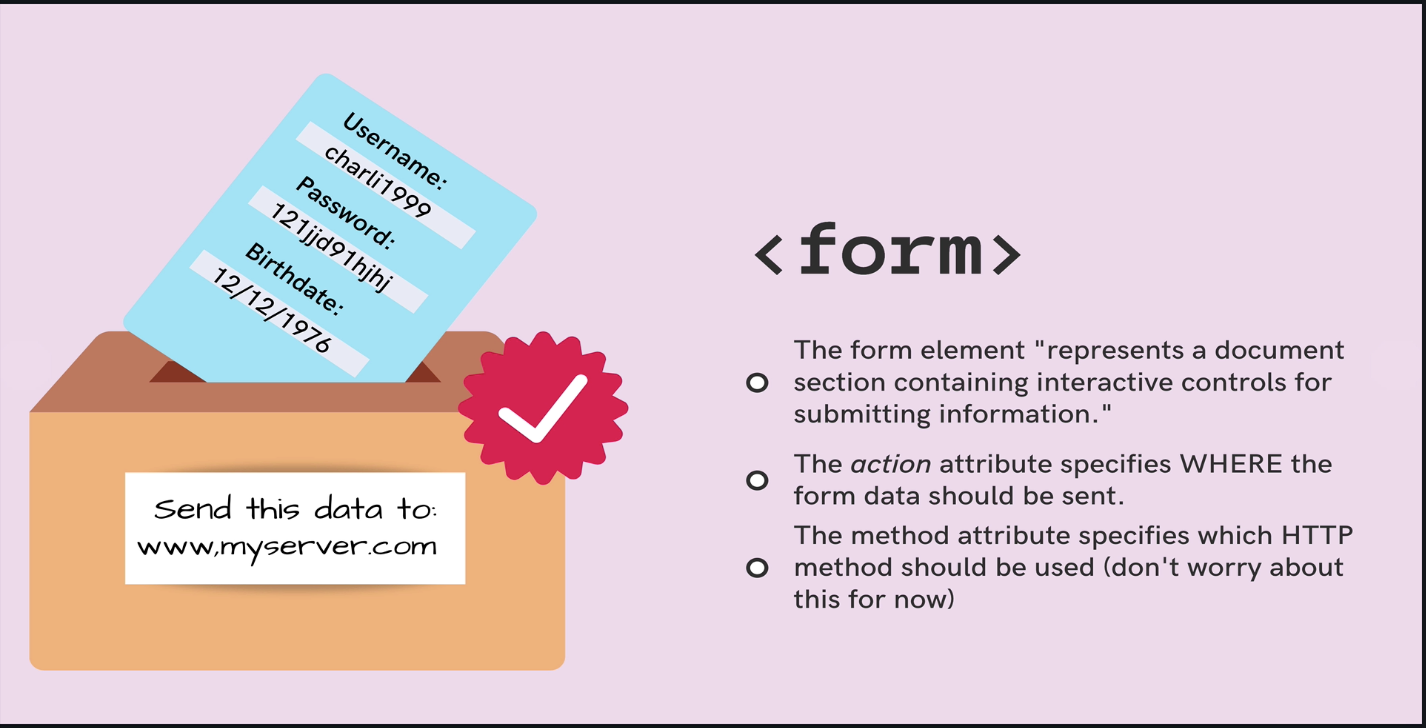 Username:
charli1999
Password:
121jjd91hjhj
Birthdate:
12/12/1976
Send this data to:
www,myserver.com
<form>
The form element "represents a document
section containing interactive controls for
submitting information."
The action attribute specifies WHERE the
form data should be sent.
The method attribute specifies which HTTP
method should be used (don't worry about
this for now)